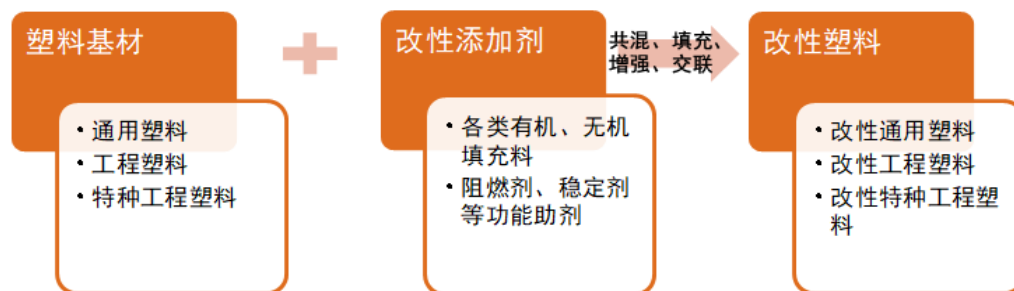 塑料基材
• 通用塑料
• 工程塑料
• 特种工程塑料
改性添加剂
• 各类有机、无机
填充料
• 阻燃剂、稳定剂
等功能助剂
共混、填充、
增强、交联
改性塑料
• 改性通用塑料
• 改性工程塑料
• 改性特种工程塑
料